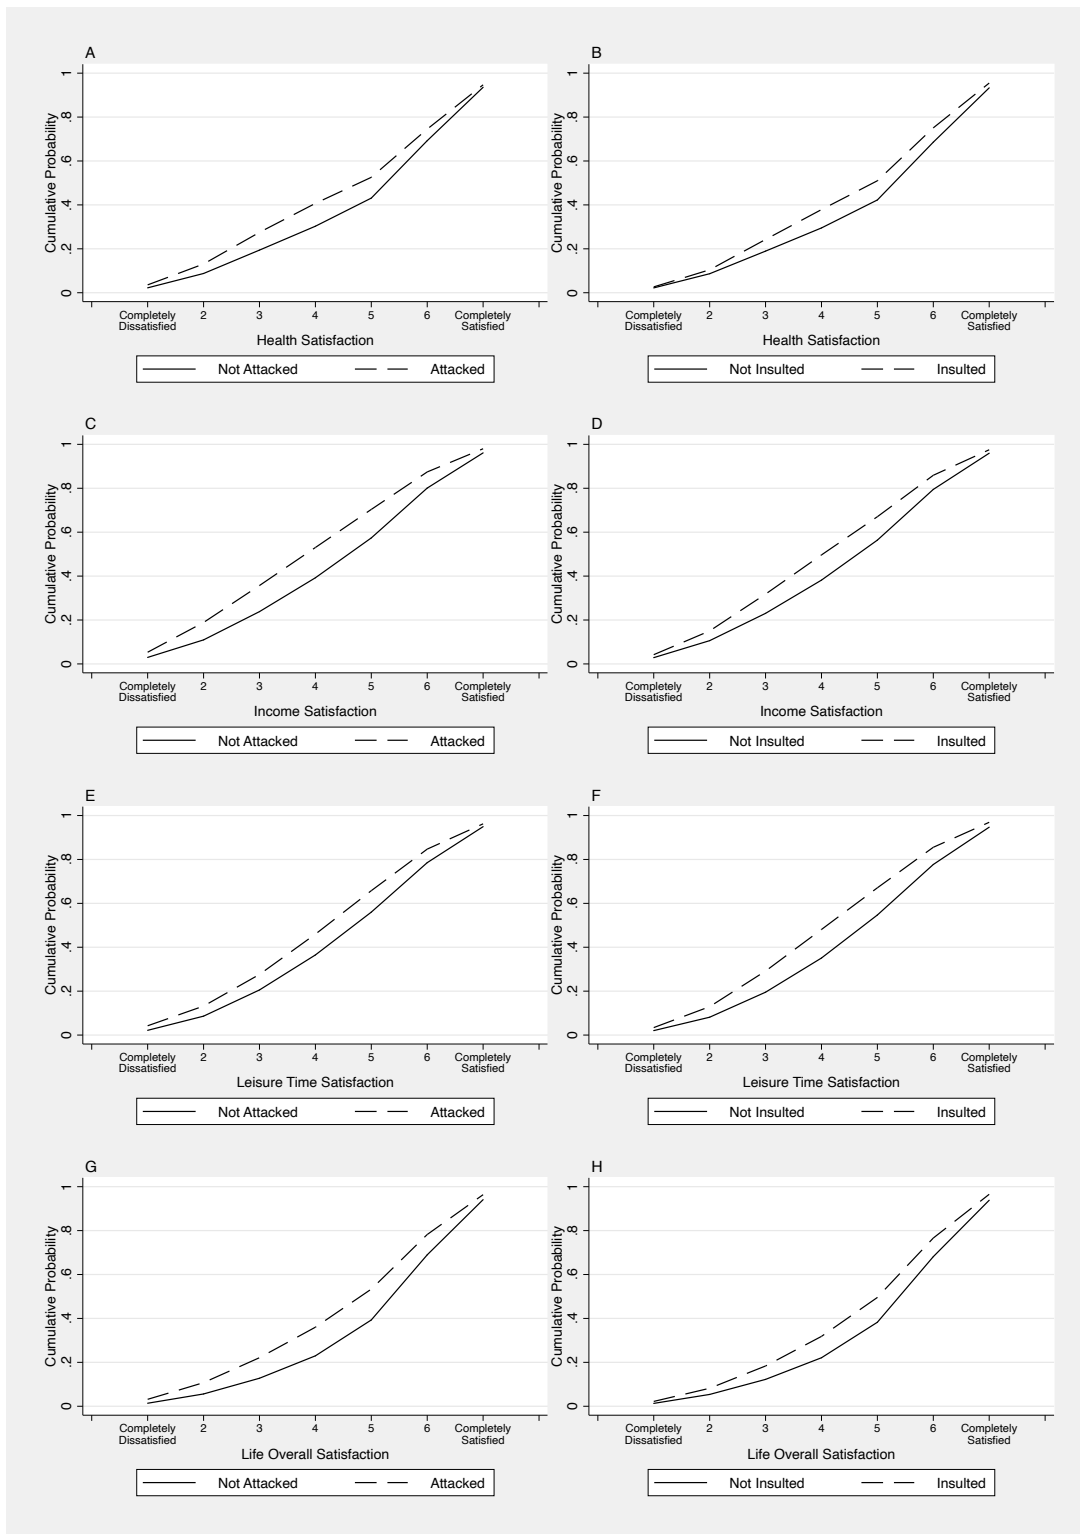 A
Cumulative Probability
0 .2 .4 .6 .8 1
Completely Dissatisfied 2 3 4 5 6 Completely Satisfied
Health Satisfaction
Not Attacked Attacked
B
Cumulative Probability
0 .2 .4 .6 .8 1
Completely Dissatisfied 2 3 4 5 6 Completely Satisfied
Health Satisfaction
Not Insulted Insulted
C
Cumulative Probability
0 .2 .4 .6 .8 1
Completely Dissatisfied 2 3 4 5 6 Completely Satisfied
Income Satisfaction
Not Attacked Attacked
D
Cumulative Probability
0 .2 .4 .6 .8 1
Completely Dissatisfied 2 3 4 5 6 Completely Satisfied
Income Satisfaction
Not Insulted Insulted
E
Cumulative Probability
0 .2 .4 .6 .8 1
Completely Dissatisfied 2 3 4 5 6 Completely Satisfied
Leisure Time Satisfaction
Not Attacked Attacked
F
Cumulative Probability
0 .2 .4 .6 .8 1
Completely Dissatisfied 2 3 4 5 6 Completely Satisfied
Leisure Time Satisfaction
Not Insulted Insulted
G
Cumulative Probability
0 .2 .4 .6 .8 1
Completely Dissatisfied 2 3 4 5 6 Completely Satisfied
Life Overall Satisfaction
Not Attacked Attacked
H
Cumulative Probability
0 .2 .4 .6 .8 1
Completely Dissatisfied 2 3 4 5 6 Completely Satisfied
Life Overall Satisfaction
Not Insulted Insulted